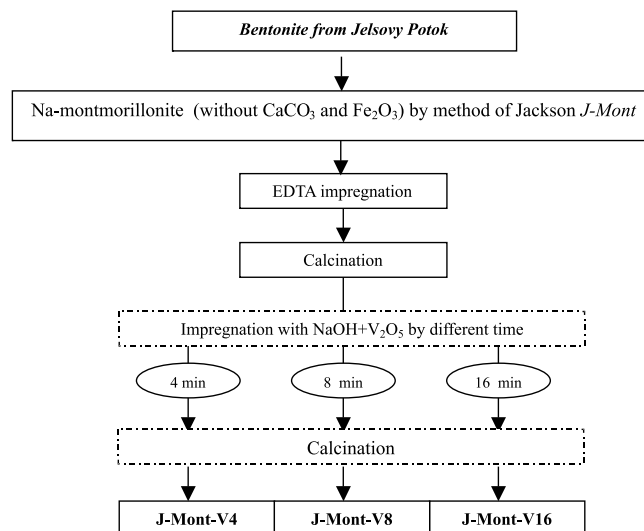 Bentonite from Jelsovy Potok
Na-montmorillonite (without CaCO₃ and Fe₂O₃) by method of Jackson J-Mont
EDTA impregnation
Calcination
Impregnation with NaOH+V₂O₅ by different time
4 min 8 min 16 min
Calcination
J-Mont-V4 J-Mont-V8 J-Mont-V16